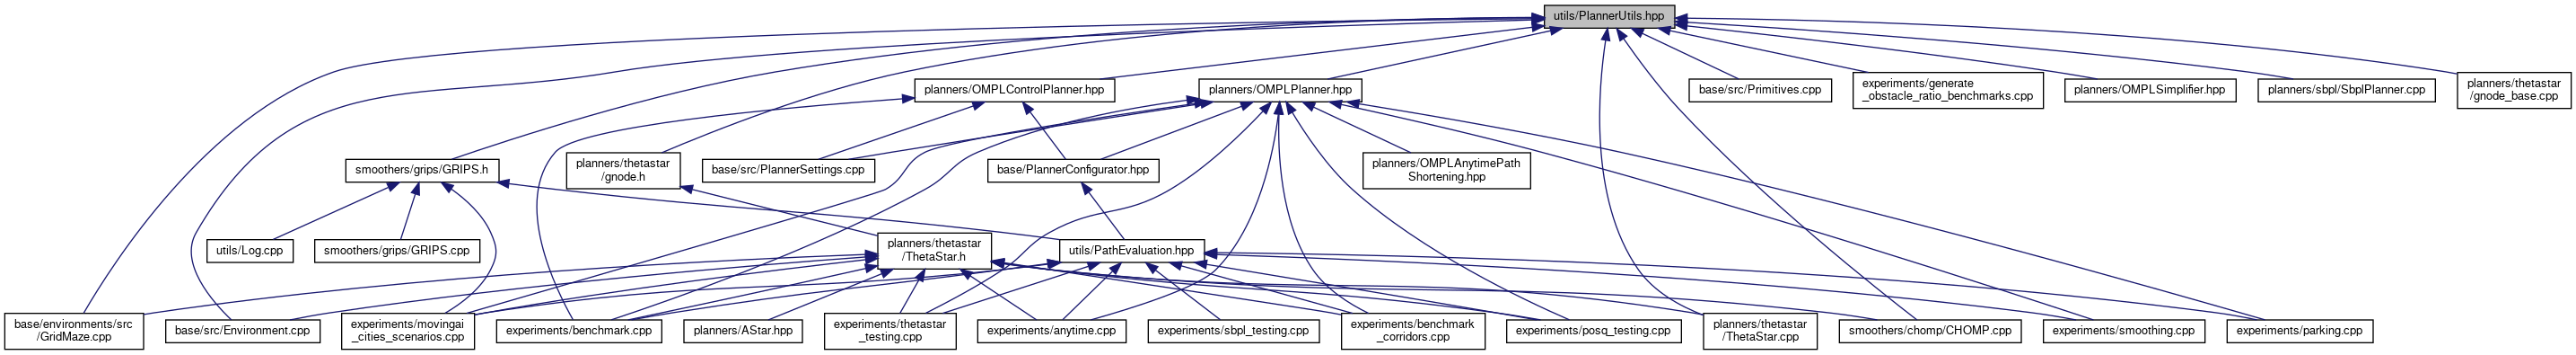 utils/PlannerUtils.hpp
planners/OMPLControlPlanner.hpp
planners/OMPLPlanner.hpp
base/src/Primitives.cpp
experiments/generate
_obstacle_ratio_benchmarks.cpp
planners/OMPLSimplifier.hpp
planners/sbpl/SbplPlanner.cpp
planners/thetastar
/gnode_base.cpp
smoothers/grips/GRIPS.h
planners/thetastar
/gnode.h
base/src/PlannerSettings.cpp
base/PlannerConfigurator.hpp
planners/OMPLAnytimePath
Shortening.hpp
utils/Log.cpp
smoothers/grips/GRIPS.cpp
planners/thetastar
/ThetaStar.h
utils/PathEvaluation.hpp
base/environments/src
/GridMaze.cpp
base/src/Environment.cpp
experiments/movingai
_cities_scenarios.cpp
experiments/benchmark.cpp
planners/AStar.hpp
experiments/thetastar
_testing.cpp
experiments/anytime.cpp
experiments/sbpl_testing.cpp
experiments/benchmark
_corridors.cpp
experiments/posq_testing.cpp
planners/thetastar
/ThetaStar.cpp
smoothers/chomp/CHOMP.cpp
experiments/smoothing.cpp
experiments/parking.cpp